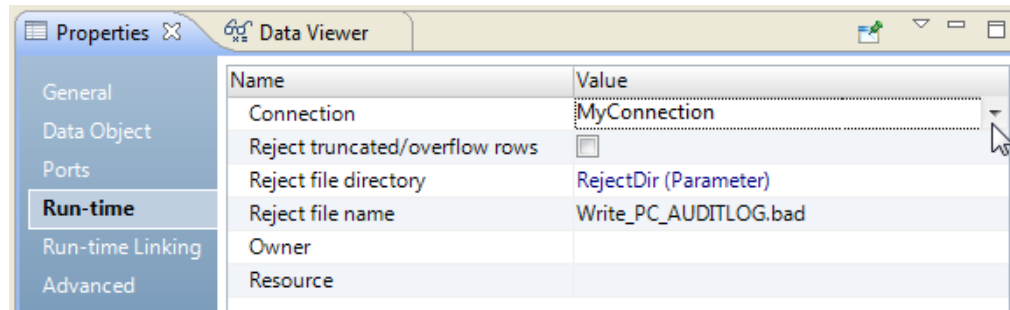 Properties Data Viewer
General
Data Object
Ports
Run-time
Run-time Linking
Advanced
Name Value
Connection MyConnection
Reject truncated/overflow rows
Reject file directory RejectDir (Parameter)
Reject file name Write_PC_AUDITLOG.bad
Owner
Resource